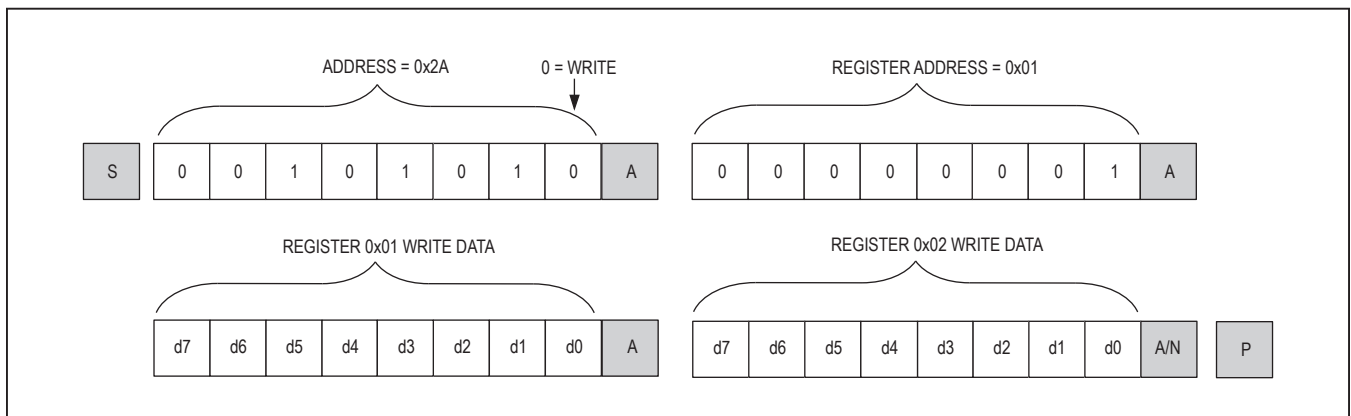 ADDRESS = 0x2A 0 = WRITE REGISTER ADDRESS = 0x01
S 0 0 1 0 1 0 1 0 A 0 0 0 0 0 0 0 1 A
REGISTER 0x01 WRITE DATA REGISTER 0x02 WRITE DATA
d7 d6 d5 d4 d3 d2 d1 d0 A d7 d6 d5 d4 d3 d2 d1 d0 A/N P